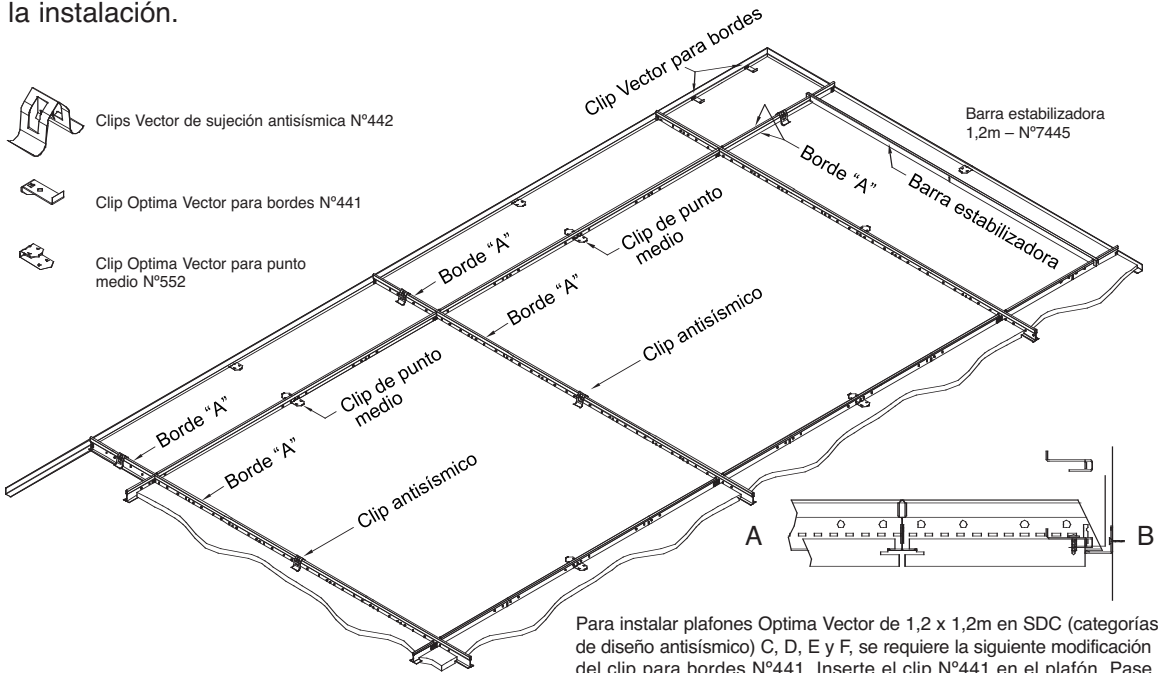 la instalación.
Clips Vector de sujeción antisísmica Nº442
Clip Optima Vector para bordes Nº441
Clip Optima Vector para punto
medio Nº552
Clip Vector para bordes
Barra estabilizadora
1,2m – Nº7445
Borde “A”
Barra estabilizadora
Clip de punto
medio
Borde “A”
Borde “A”
Clip antisísmico
Clip de punto
medio
Borde “A”
Borde “A”
Clip antisísmico
A
B
Para instalar plafones Optima Vector de 1,2 x 1,2m en SDC (categorías
de diseño antisísmico) C, D, E y F, se requiere la siguiente modificación
del clip para bordes Nº441. Inserte el clip Nº441 en el plafón. Pase